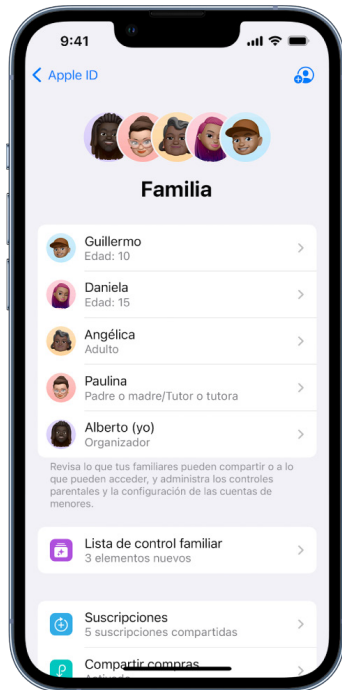 9:41
Apple ID
Familia
Guillermo
Edad: 10
Daniela
Edad: 15
Angélica
Adulto
Paulina
Padre o madre/Tutor o tutora
Alberto (yo)
Organizador
Revisa lo que tus familiares pueden compartir o a lo
que pueden acceder, y administra los controles
parentales y la configuración de las cuentas de
menores.
Lista de control familiar
3 elementos nuevos
Suscripciones
5 suscripciones compartidas
Compartir compras
Activado